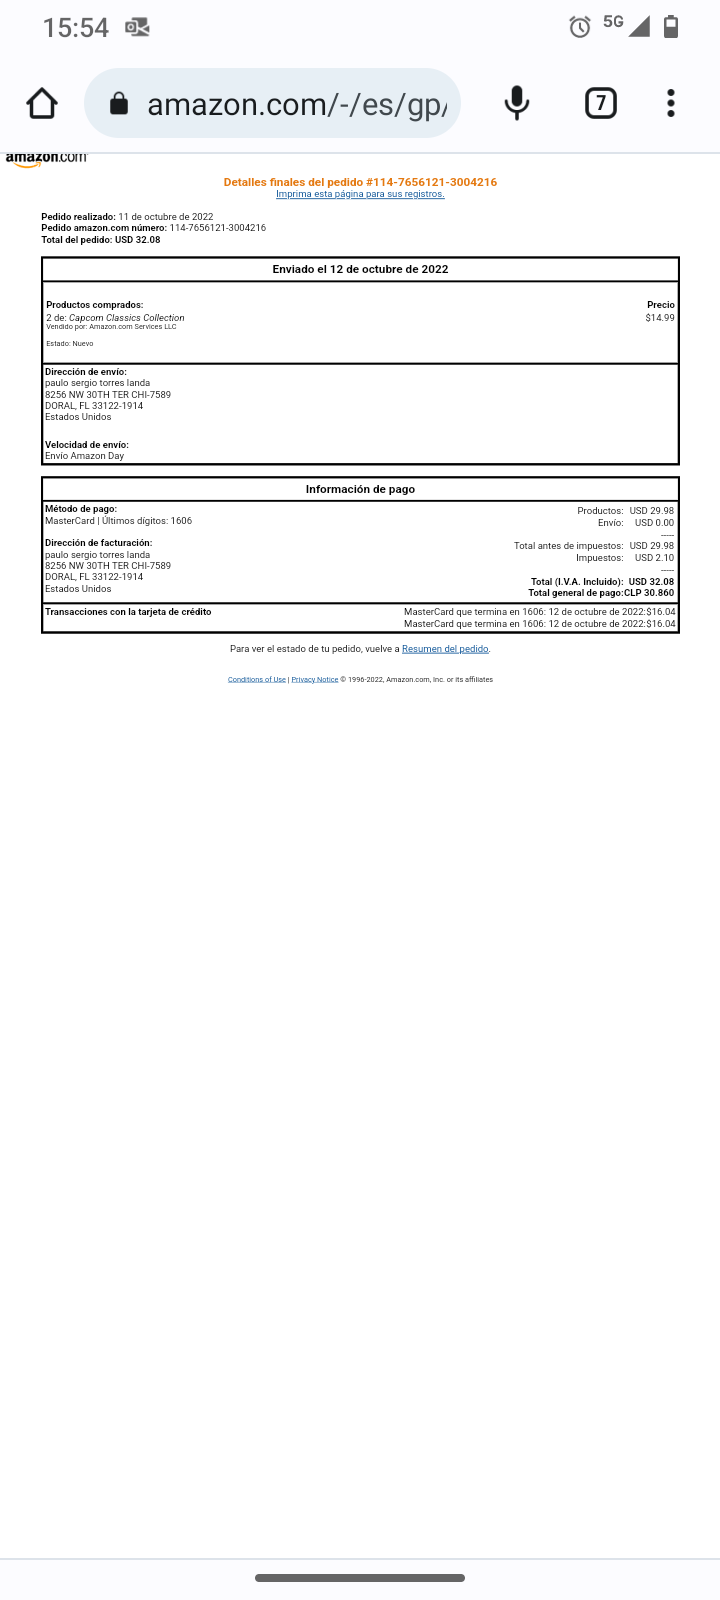 15:54
5G
amazon.com/-/es/gp/
7
amazon.com
Detalles finales del pedido #114-7656121-3004216
Imprima esta página para sus registros.
Pedido realizado: 11 de octubre de 2022
Pedido amazon.com número: 114-7656121-3004216
Total del pedido: USD 32.08
Enviado el 12 de octubre de 2022
Productos comprados: Precio
2 de: Capcom Classics Collection $14.99
Vendido por: Amazon.com Services LLC
Estado: Nuevo
Dirección de envío:
paulo sergio torres landa
8256 NW 30TH TER CHI-7589
DORAL, FL 33122-1914
Estados Unidos
Velocidad de envío:
Envío Amazon Day
Información de pago
Método de pago:
MasterCard | Últimos dígitos: 1606
Dirección de facturación:
paulo sergio torres landa
8256 NW 30TH TER CHI-7589
DORAL, FL 33122-1914
Estados Unidos
Productos: USD 29.98
Envío: USD 0.00
-----
Total antes de impuestos: USD 29.98
Impuestos: USD 2.10
-----
Total (I.V.A. Incluido): USD 32.08
Total general de pago:CLP 30.860
Transacciones con la tarjeta de crédito
MasterCard que termina en 1606: 12 de octubre de 2022:$16.04
MasterCard que termina en 1606: 12 de octubre de 2022:$16.04
Para ver el estado de tu pedido, vuelve a Resumen del pedido.
Conditions of Use | Privacy Notice © 1996-2022, Amazon.com, Inc. or its affiliates